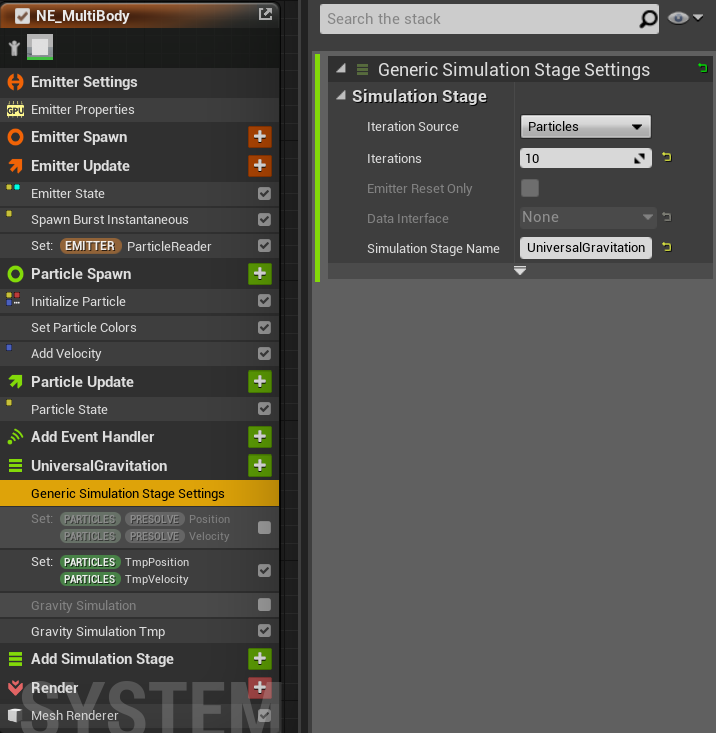 NE_MultiBody
Emitter Settings
GPU
Emitter Properties
Emitter Spawn
Emitter Update
Emitter State
Spawn Burst Instantaneous
Set: EMITTER ParticleReader
Particle Spawn
Initialize Particle
Set Particle Colors
Add Velocity
Particle Update
Particle State
Add Event Handler
UniversalGravitation
Generic Simulation Stage Settings
Set: PARTICLES PRESOLVE Position
PARTICLES PRESOLVE Velocity
Set: PARTICLES TmpPosition
PARTICLES TmpVelocity
Gravity Simulation
Gravity Simulation Tmp
Add Simulation Stage
Render
Mesh Renderer
SYSTEM
Search the stack
Generic Simulation Stage Settings
Simulation Stage
Iteration Source Particles
Iterations 10
Emitter Reset Only
Data Interface None
Simulation Stage Name UniversalGravitation